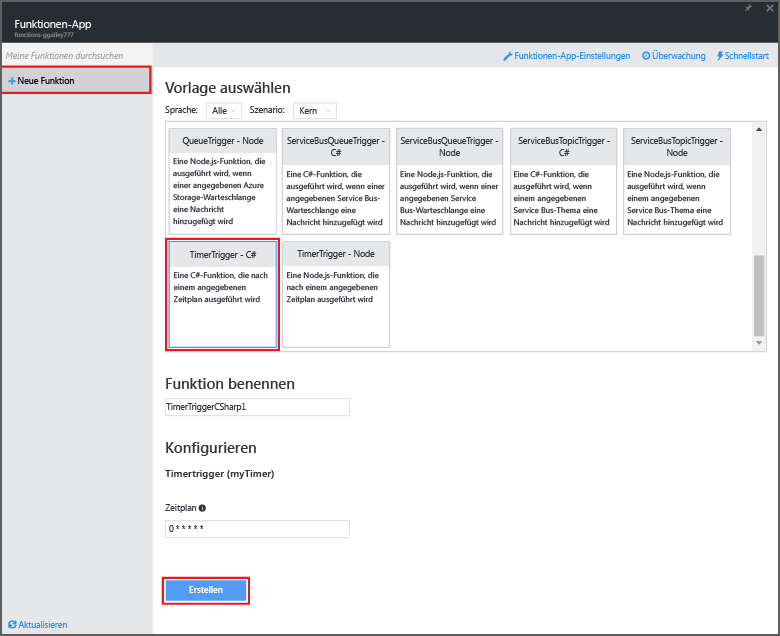 Funktionen-App
functions-ggailey777
Meine Funktionen durchsuchen
Funktionen-App-Einstellungen
Überwachung
Schnellstart
+ Neue Funktion
Vorlage auswählen
Sprache: Alle Szenario: Kern
QueueTrigger - Node
Eine Node.js-Funktion, die
ausgeführt wird, wenn
einer angegebenen Azure
Storage-Warteschlange
eine Nachricht
hinzugefügt wird
ServiceBusQueueTrigger -
C#
Eine C#-Funktion, die
ausgeführt wird, wenn einer
angegebenen Service Bus-
Warteschlange eine
Nachricht hinzugefügt wird
ServiceBusQueueTrigger -
Node
Eine Node.js-Funktion, die
ausgeführt wird, wenn einer
angegebenen Service
Bus-Warteschlange eine
Nachricht hinzugefügt wird
ServiceBusTopicTrigger -
C#
Eine C#-Funktion, die
ausgeführt wird, wenn
einem angegebenen
Service Bus-Thema eine
Nachricht hinzugefügt wird
ServiceBusTopicTrigger -
Node
Eine Node.js-Funktion, die
ausgeführt wird, wenn
einem angegebenen
Service Bus-Thema eine
Nachricht hinzugefügt wird
TimerTrigger - C#
Eine C#-Funktion, die nach
einem angegebenen
Zeitplan ausgeführt wird
TimerTrigger - Node
Eine Node.js-Funktion, die
nach einem angegebenen
Zeitplan ausgeführt wird
Funktion benennen
TimerTriggerCSharp1
Konfigurieren
Timertrigger (myTimer)
Zeitplan
0 * * * * *
Erstellen
Aktualisieren